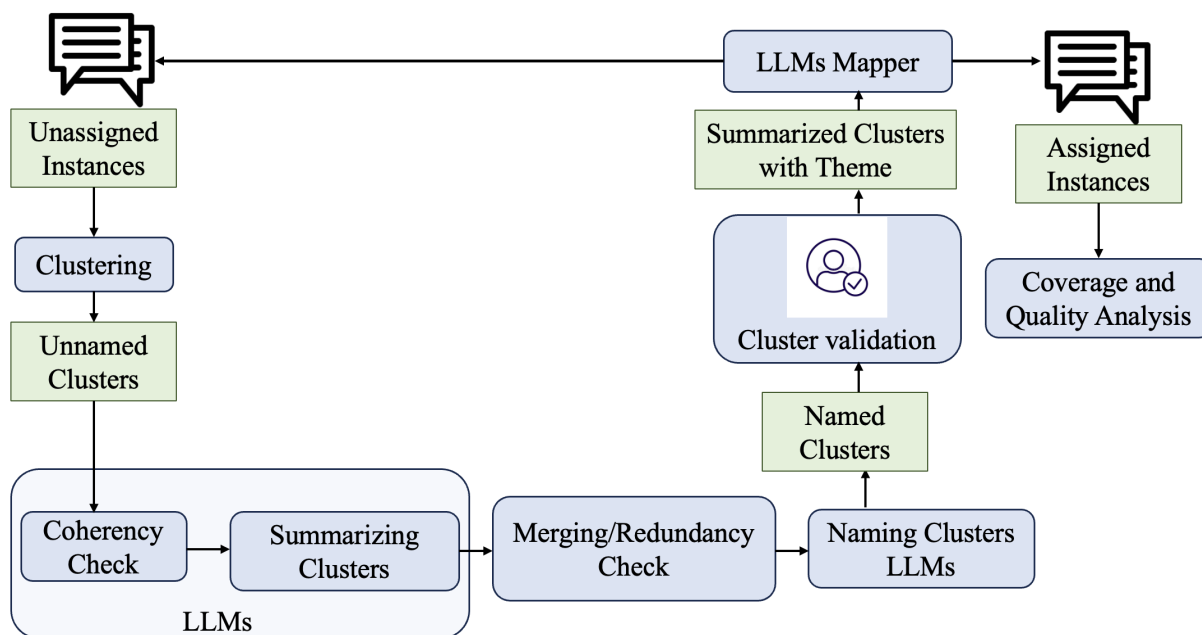 Unassigned
Instances
Clustering
Unnamed
Clusters
Coherency
Check
Summarizing
Clusters
LLMs
Merging/Redundancy
Check
Naming Clusters
LLMs
Named
Clusters
Cluster validation
Summarized Clusters
with Theme
LLMs Mapper
Assigned
Instances
Coverage and
Quality Analysis